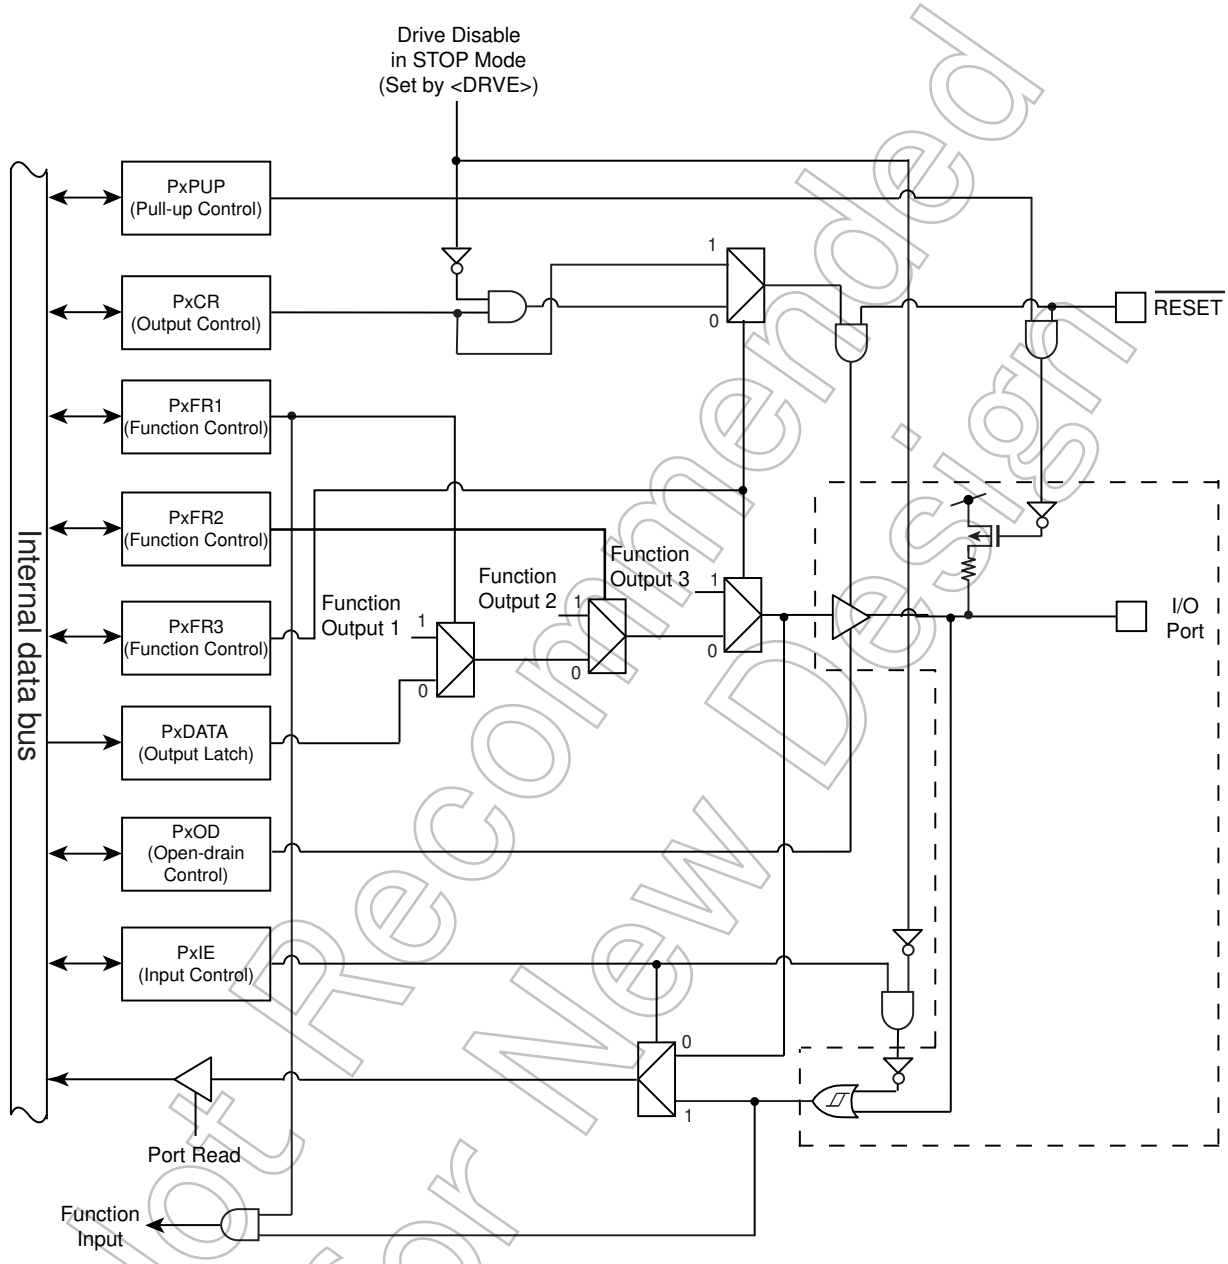 Drive Disable
in STOP Mode
(Set by <DRVE>)
PxPUP
(Pull-up Control)
1
PxCR
(Output Control)
0
RESET
PxFR1
(Function Control)
PxFR2
(Function Control)
Function
Output 3
1
Function
Output 2
1
Function
Output 1
1
I/O
Port
PxFR3
(Function Control)
0
0
0
Internal data bus
PxDATA
(Output Latch)
PxOD
(Open-drain
Control)
PxIE
(Input Control)
0
1
Port Read
Function
Input
Not Recommended
for New Design